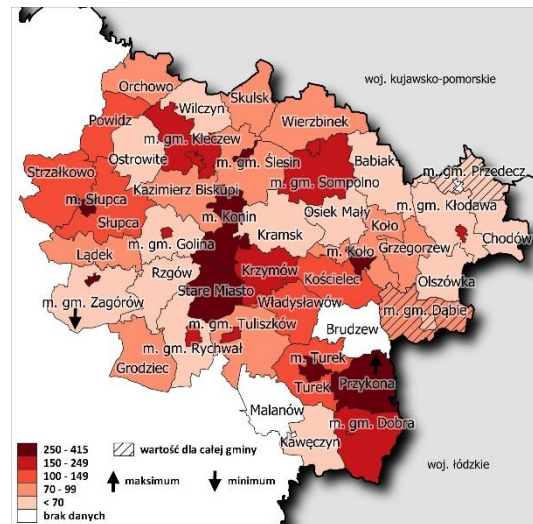 woj. kujawsko-pomorskie
Orchowo
Skulsk
Wilczyn
Powidz
Wierzbinek
m. gm. Kleczew
Ostrowite
m. gm. Ślesin
Babiak
m. gm. Przedecz
Strzałkowo
m. gm. Sompolno
Kazimierz Biskupi
m. Słupca
m. gm. Kłodawa
m. Konin
Osiek Mały
Słupca
Koło
Chodów
m. gm. Golina
Kramsk
m. Koło
Grzegorzew
Lądek
Rzgów
Krzymów
Kościelec
Olszówka
m. gm. Zagórów
Stare Miasto
Władysławów
m. gm. Dąbie
m. gm. Tuliszków
Brudzew
m. gm. Rychwał
Grodziec
m. Turek
Turek
Przykona
Malanów
m. gm. Dobra
Kawęczyn
250 - 415
150 - 249
100 - 149
70 - 99
< 70
brak danych
wartość dla całej gminy
maksimum
minimum
woj. łódzkie